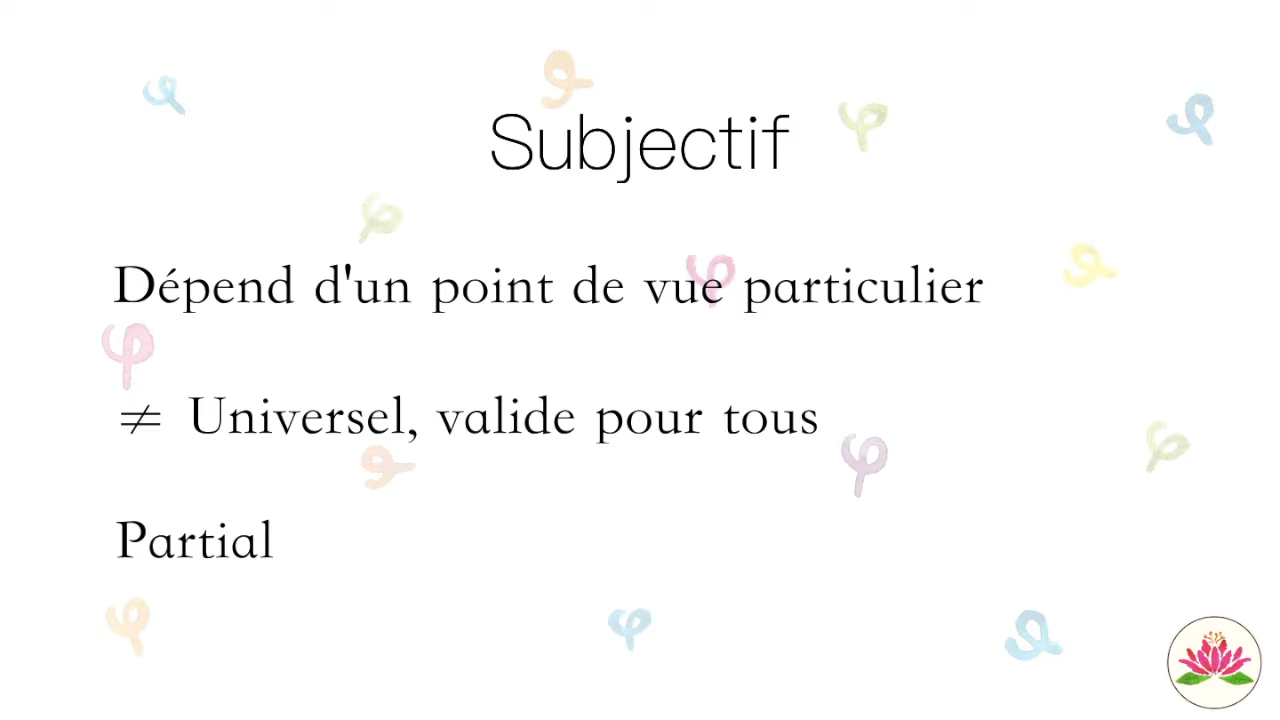 Subjectif
Dépend d'un point de vue particulier
≠ Universel, valide pour tous
Partial